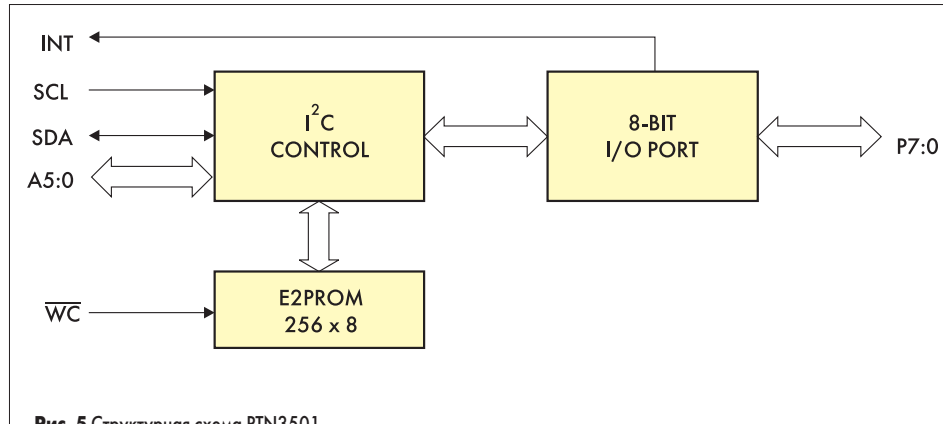 INT
SCL
SDA
A5:0
I²C
CONTROL
8-BIT
I/O PORT
P7:0
W̅C̅
E2PROM
256 x 8
Рис. 5 Структурная схема PTN3501